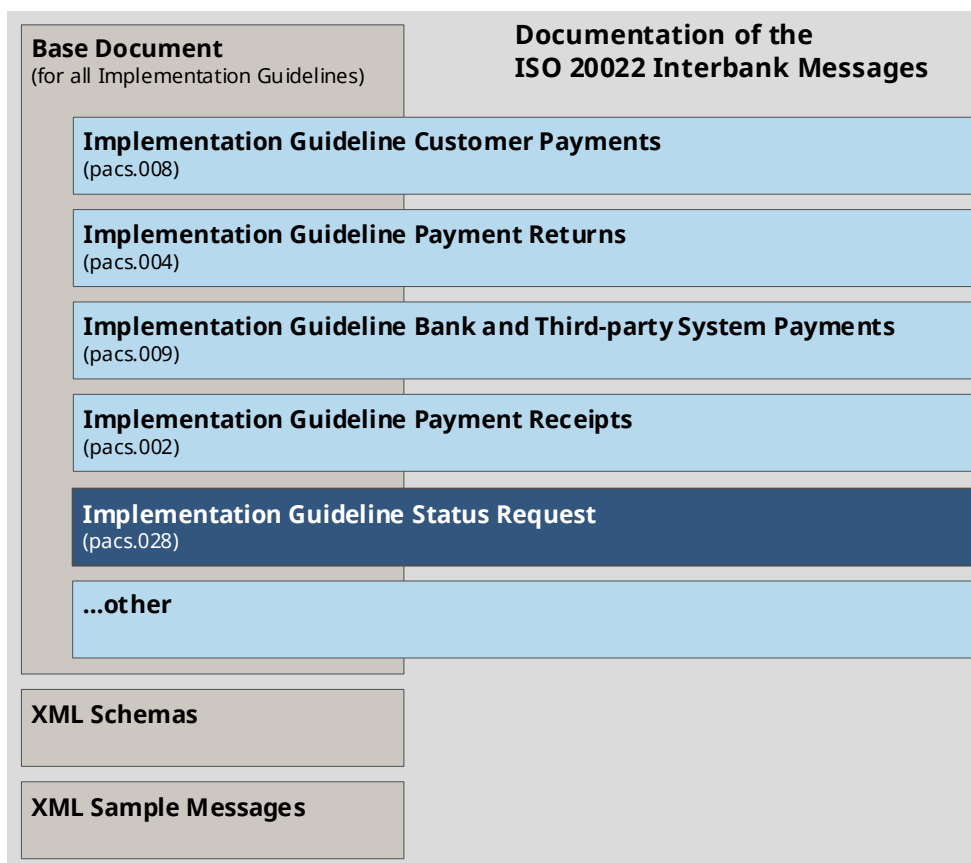 Base Document
(for all Implementation Guidelines)
Documentation of the
ISO 20022 Interbank Messages
Implementation Guideline Customer Payments
(pacs.008)
Implementation Guideline Payment Returns
(pacs.004)
Implementation Guideline Bank and Third-party System Payments
(pacs.009)
Implementation Guideline Payment Receipts
(pacs.002)
Implementation Guideline Status Request
(pacs.028)
...other
XML Schemas
XML Sample Messages